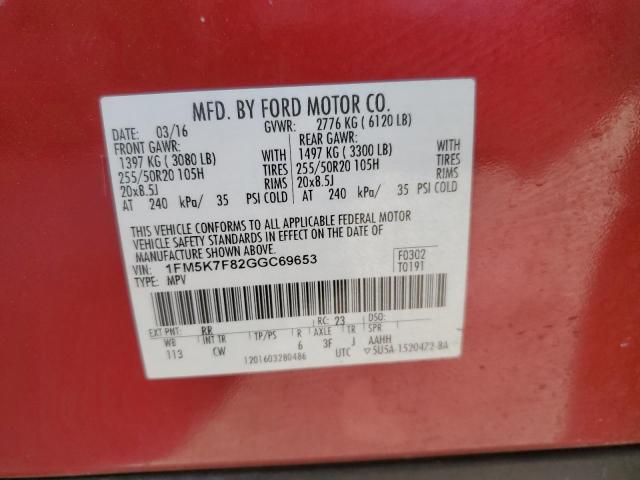 MFD. BY FORD MOTOR CO.
DATE: 03/16 GVWR: 2776 KG ( 6120 LB)
FRONT GAWR: REAR GAWR:
1397 KG ( 3080 LB) WITH 1497 KG ( 3300 LB) WITH
255/50R20 105H TIRES 255/50R20 105H TIRES
20x8.5J RIMS 20x8.5J RIMS
AT 240 kPa/ 35 PSI COLD AT 240 kPa/ 35 PSI COLD
THIS VEHICLE CONFORMS TO ALL APPLICABLE FEDERAL MOTOR
VEHICLE SAFETY STANDARDS IN EFFECT ON THE DATE OF
MANUFACTURE SHOWN ABOVE.
VIN: 1FM5K7F82GGC69653 F0302
TYPE: MPV T0191
EXT PNT: RR RC: 23 DSO:
WB INT TR TP/PS R AXLE TR SPR
113 CW 6 3F J AAHH
1201603280486 UTC ▽5U5A-1520472-BA